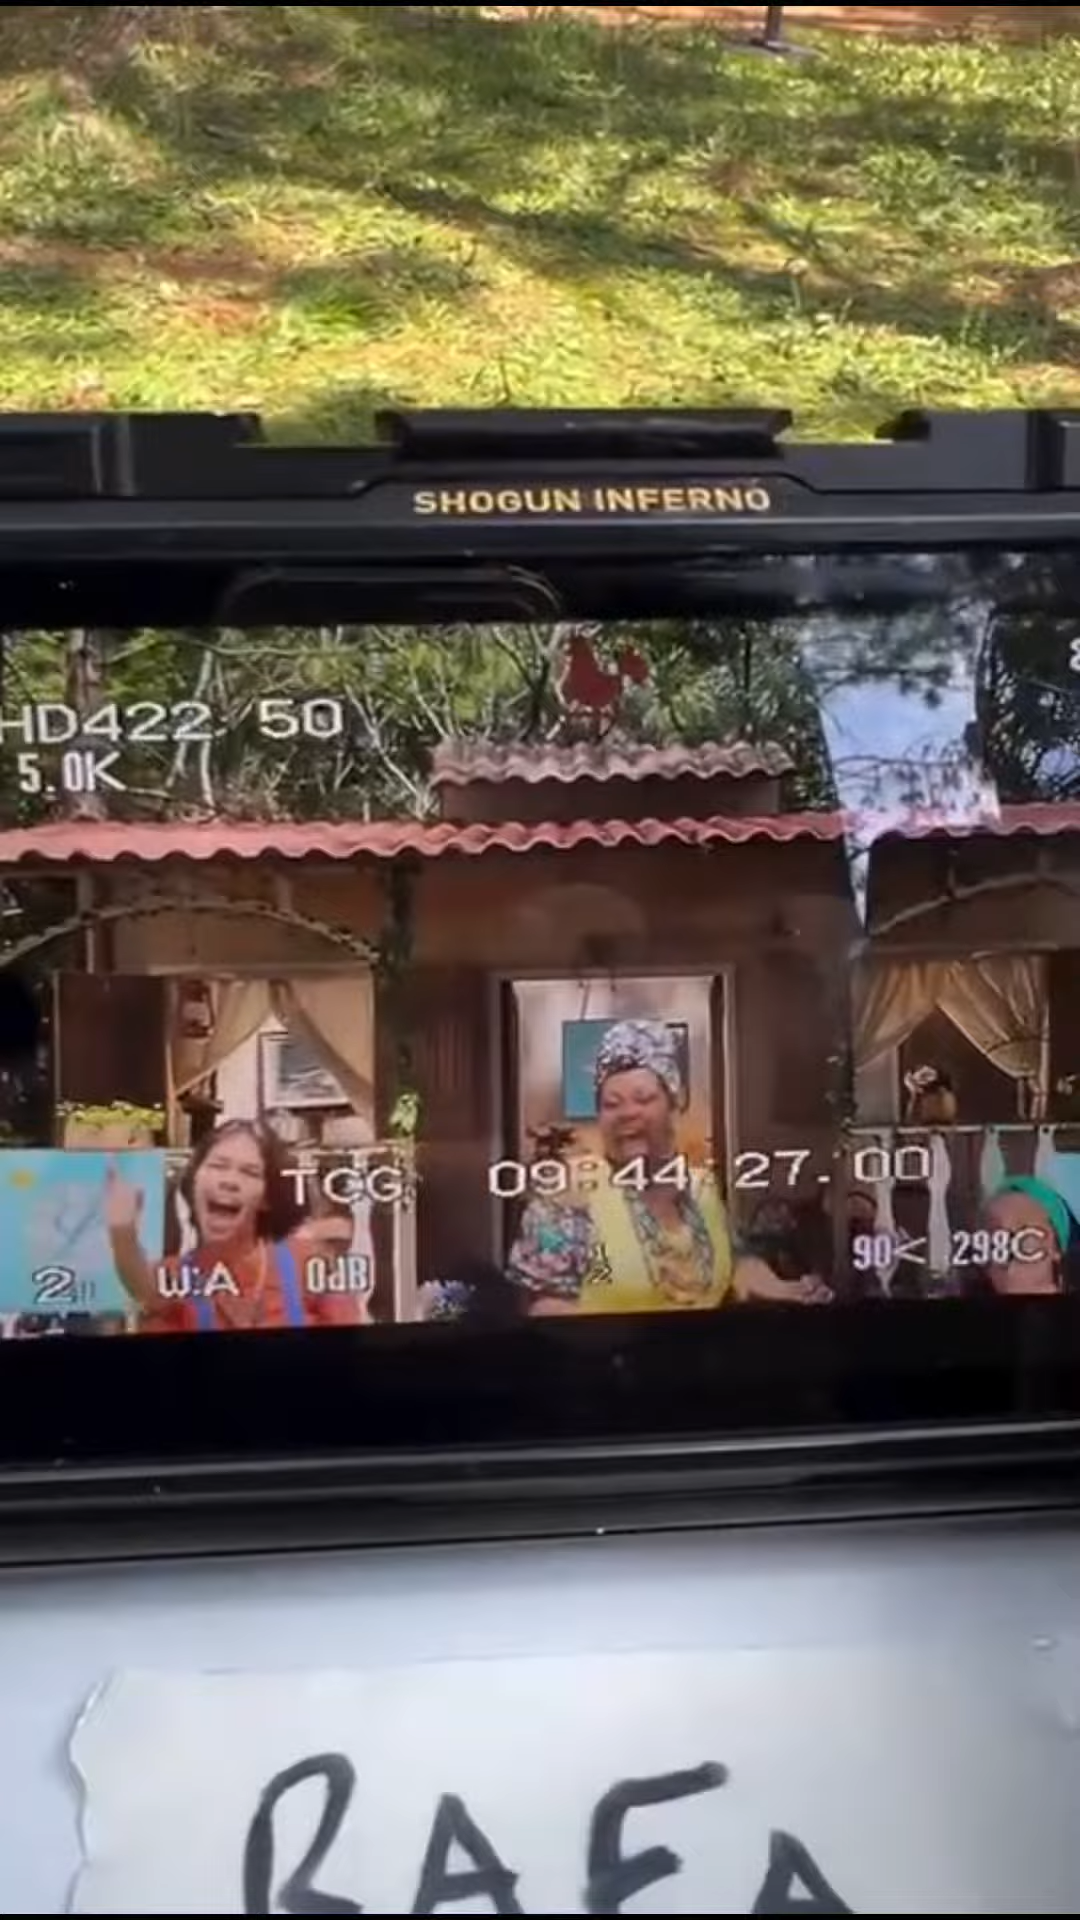 SHOGUN INFERNO
HD422 50
5.0K
TCG 09:44:27.00
90< 298C
2 W:A 0dB
RAFA